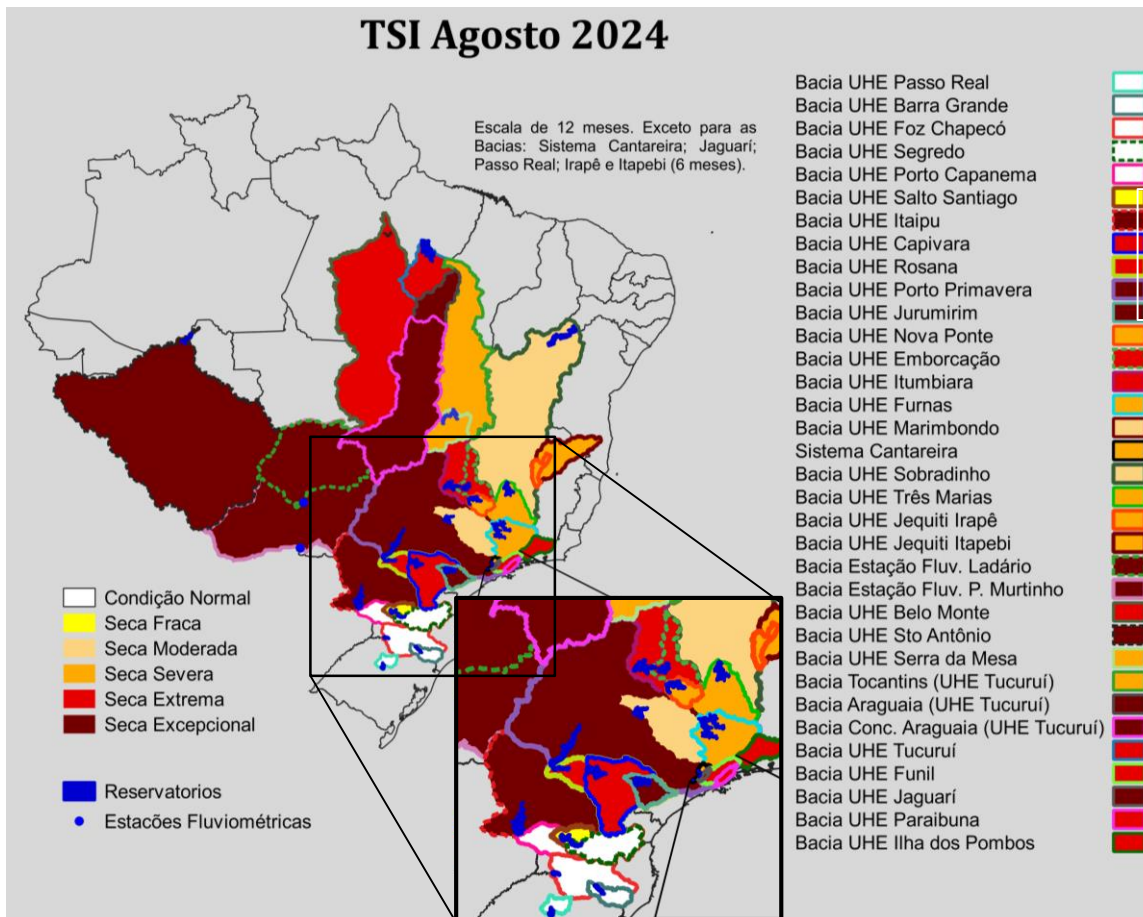 TSI Agosto 2024
Escala de 12 meses. Exceto para as
Bacias: Sistema Cantareira; Jaguarí;
Passo Real; Irapê e Itapebi (6 meses).
Bacia UHE Passo Real
Bacia UHE Barra Grande
Bacia UHE Foz Chapecó
Bacia UHE Segredo
Bacia UHE Porto Capanema
Bacia UHE Salto Santiago
Bacia UHE Itaipu
Bacia UHE Capivara
Bacia UHE Rosana
Bacia UHE Porto Primavera
Bacia UHE Jurumirim
Bacia UHE Nova Ponte
Bacia UHE Emborcação
Bacia UHE Itumbiara
Bacia UHE Furnas
Bacia UHE Marimbondo
Sistema Cantareira
Bacia UHE Sobradinho
Bacia UHE Três Marias
Bacia UHE Jequiti Irapê
Bacia UHE Jequiti Itapebi
Bacia Estação Fluv. Ladário
Bacia Estação Fluv. P. Murtinho
Bacia UHE Belo Monte
Bacia UHE Sto Antônio
Bacia UHE Serra da Mesa
Bacia Tocantins (UHE Tucuruí)
Bacia Araguaia (UHE Tucuruí)
Bacia Conc. Araguaia (UHE Tucuruí)
Bacia UHE Tucuruí
Bacia UHE Funil
Bacia UHE Jaguarí
Bacia UHE Paraibuna
Bacia UHE Ilha dos Pombos
Condição Normal
Seca Fraca
Seca Moderada
Seca Severa
Seca Extrema
Seca Excepcional
Reservatorios
Estacões Fluviométricas